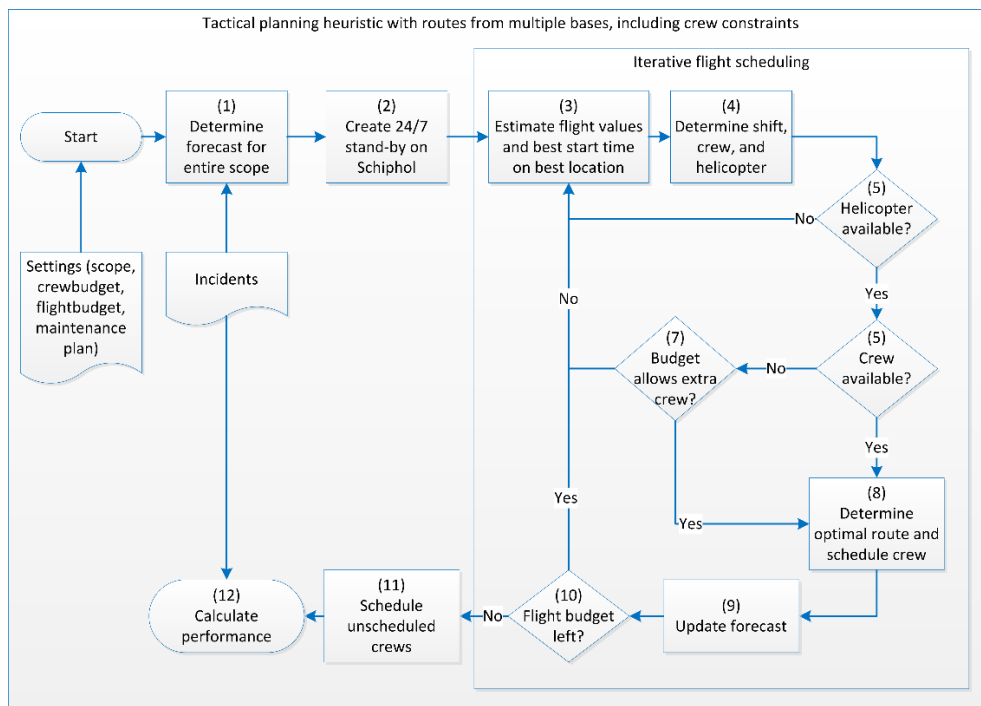 Tactical planning heuristic with routes from multiple bases, including crew constraints
Iterative flight scheduling
Start
(1)
Determine
forecast for
entire scope
(2)
Create 24/7
stand-by on
Schiphol
(3)
Estimate flight values
and best start time
on best location
(4)
Determine shift,
crew, and
helicopter
(5)
Helicopter
available?
No
Yes
Settings (scope,
crewbudget,
flightbudget,
maintenance
plan)
Incidents
No
(7)
Budget
allows extra
crew?
No
(5)
Crew
available?
Yes
Yes
Yes
(8)
Determine
optimal route and
schedule crew
(12)
Calculate
performance
(11)
Schedule
unscheduled
crews
No
(10)
Flight budget
left?
(9)
Update forecast